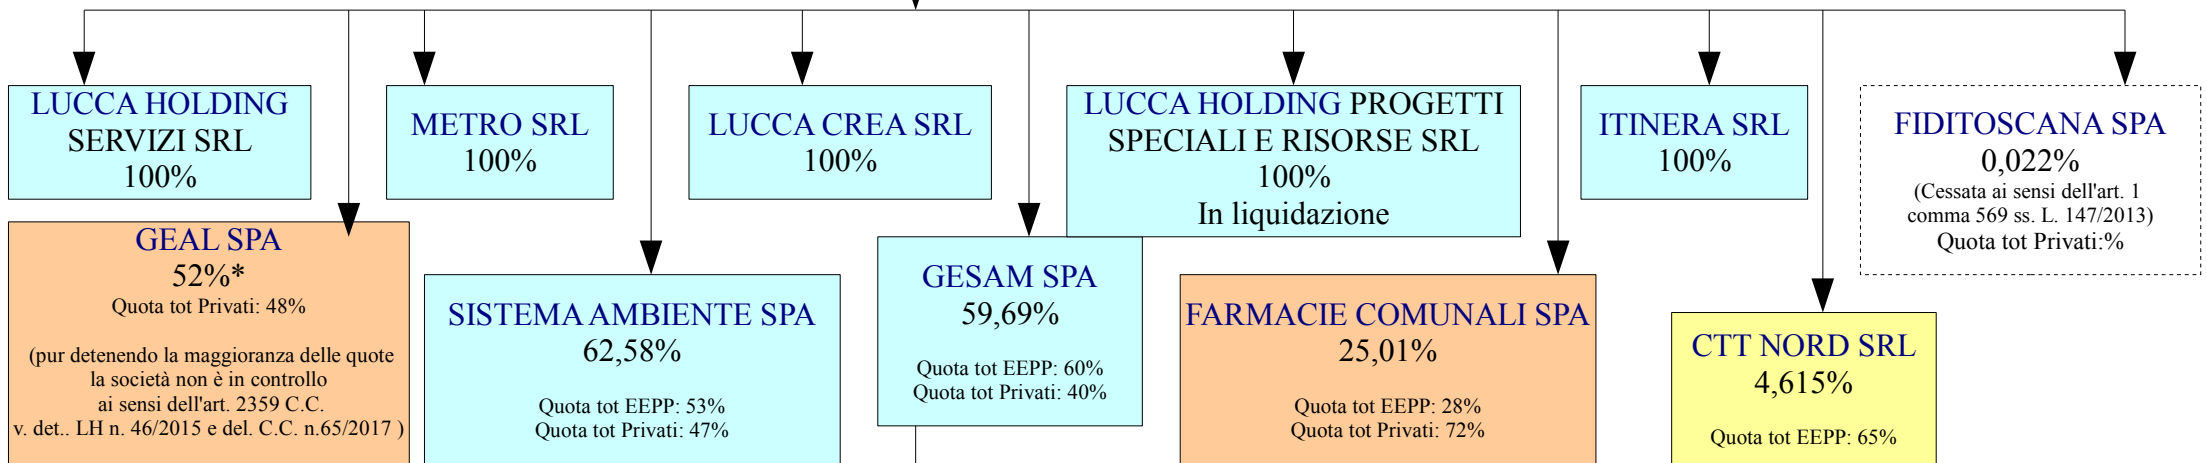 LUCCA HOLDING
SERVIZI SRL
100%
METRO SRL
100%
LUCCA CREA SRL
100%
LUCCA HOLDING PROGETTI
SPECIALI E RISORSE SRL
100%
In liquidazione
ITINERA SRL
100%
FIDITOSCANA SPA
0,022%
(Cessata ai sensi dell'art. 1
comma 569 ss. L. 147/2013)
Quota tot Privati:%
GEAL SPA
52%*
Quota tot Privati: 48%
(pur detenendo la maggioranza delle quote
la società non è in controllo
ai sensi dell'art. 2359 C.C.
v. det.. LH n. 46/2015 e del. C.C. n.65/2017 )
SISTEMA AMBIENTE SPA
62,58%
Quota tot EEPP: 53%
Quota tot Privati: 47%
GESAM SPA
59,69%
Quota tot EEPP: 60%
Quota tot Privati: 40%
FARMACIE COMUNALI SPA
25,01%
Quota tot EEPP: 28%
Quota tot Privati: 72%
CTT NORD SRL
4,615%
Quota tot EEPP: 65%